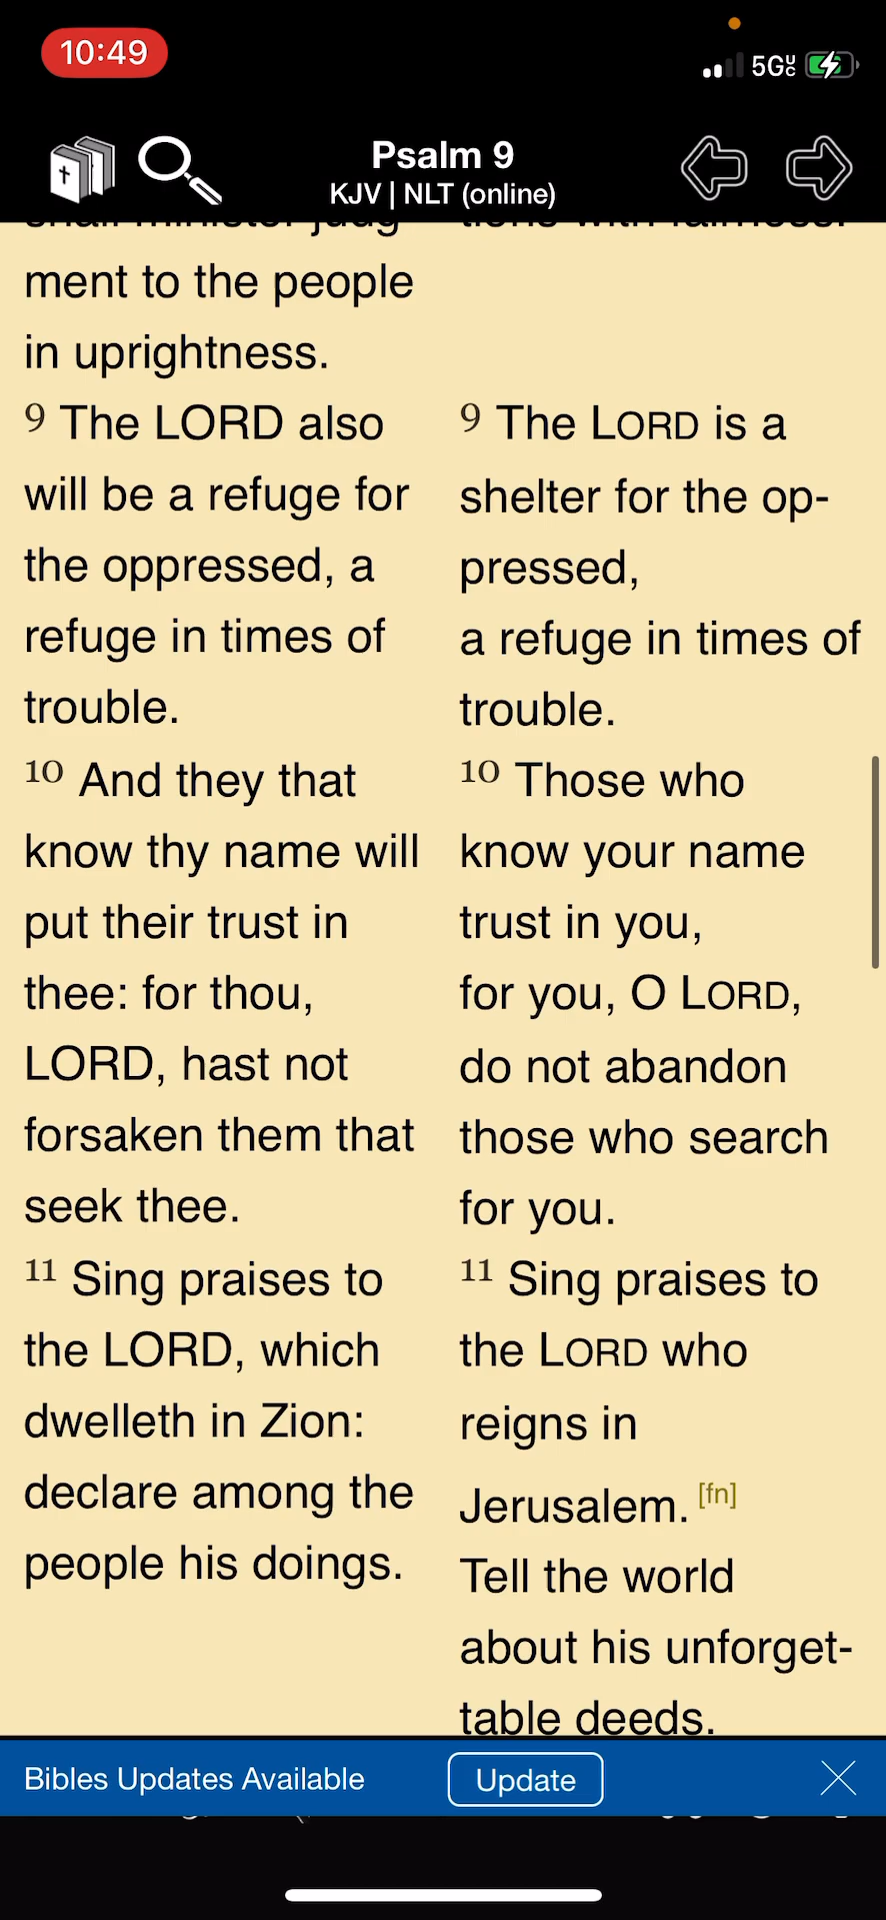 10:49
5G
Psalm 9
KJV | NLT (online)
shall minister judg
ment to the people
in uprightness.
9 The LORD also
will be a refuge for
the oppressed, a
refuge in times of
trouble.
10 And they that
know thy name will
put their trust in
thee: for thou,
LORD, hast not
forsaken them that
seek thee.
11 Sing praises to
the LORD, which
dwelleth in Zion:
declare among the
people his doings.
tions with fairness.
9 The LORD is a
shelter for the op-
pressed,
a refuge in times of
trouble.
10 Those who
know your name
trust in you,
for you, O LORD,
do not abandon
those who search
for you.
11 Sing praises to
the LORD who
reigns in
Jerusalem. [fn]
Tell the world
about his unforget-
table deeds.
Bibles Updates Available
Update